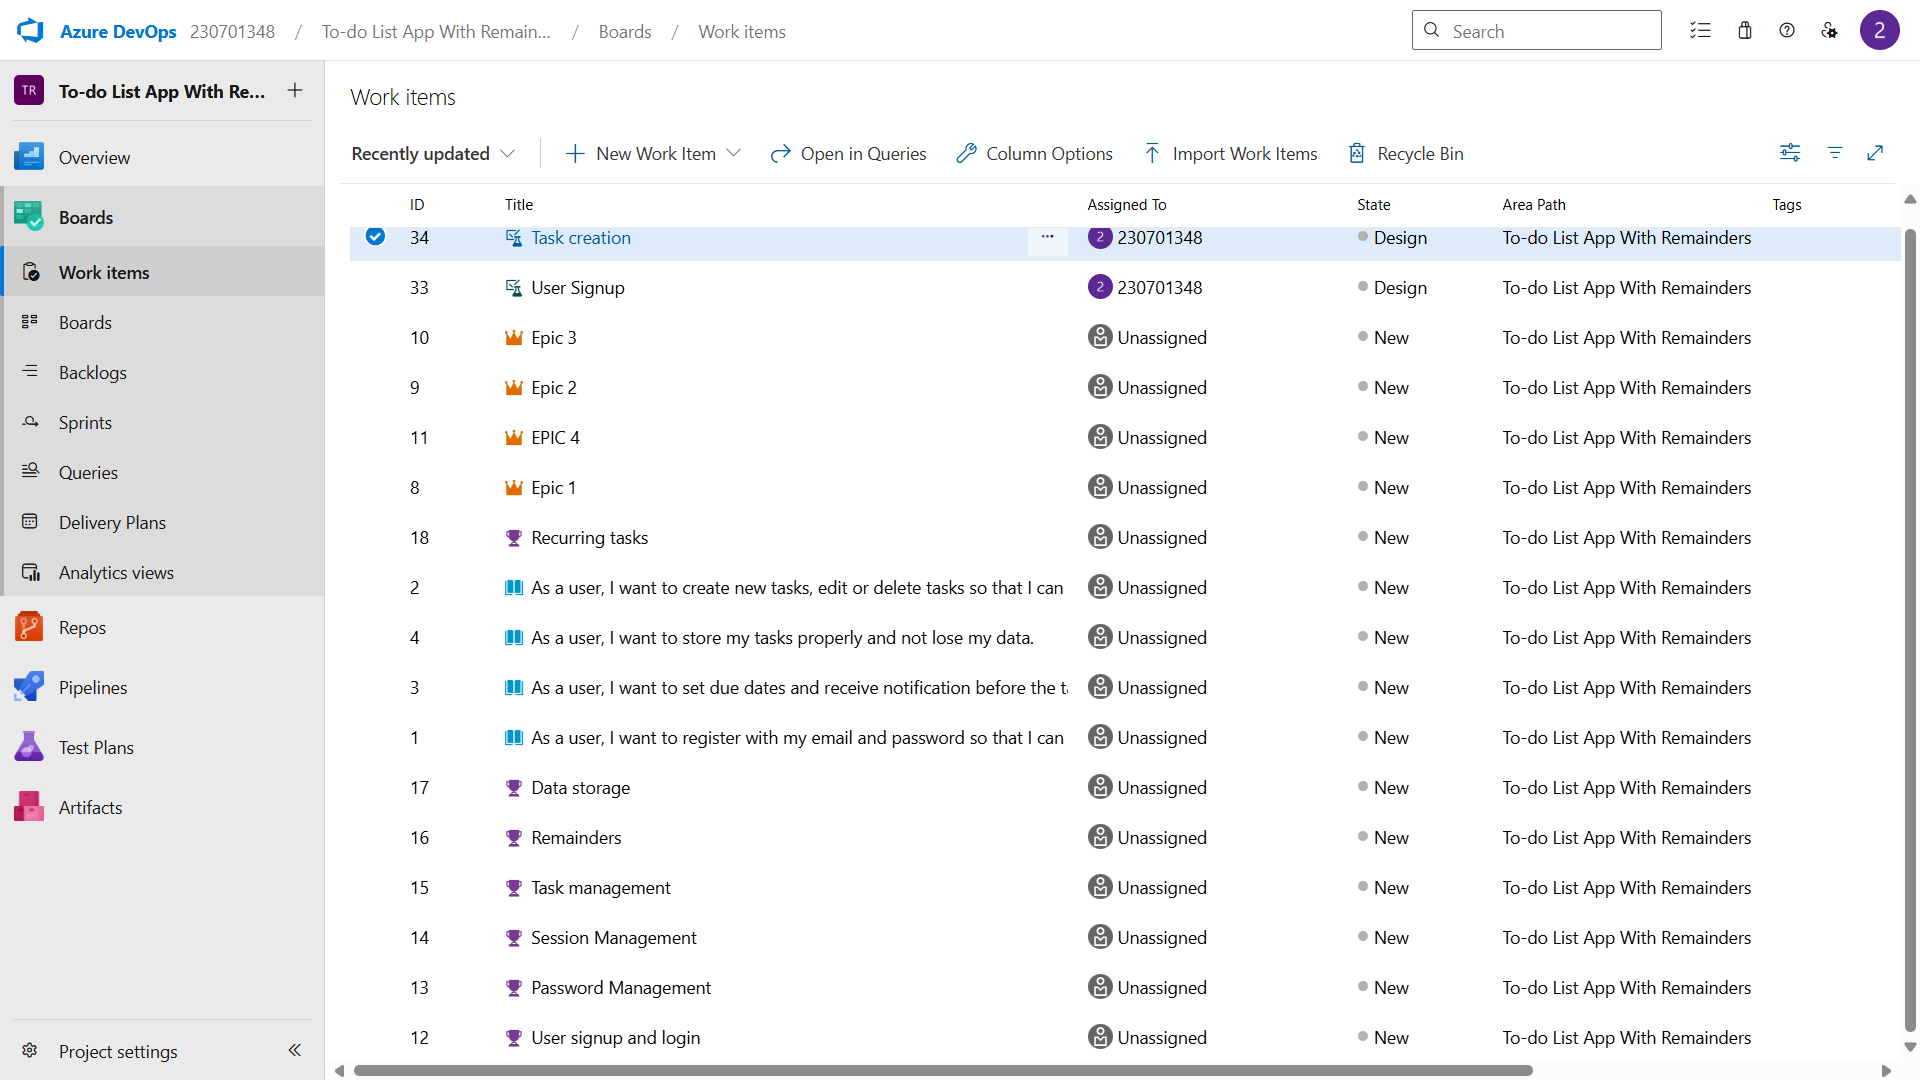 Azure DevOps 230701348 / To-do List App With Remain... / Boards / Work items
Search
2
TR To-do List App With Re...
Overview
Boards
Work items
Boards
Backlogs
Sprints
Queries
Delivery Plans
Analytics views
Repos
Pipelines
Test Plans
Artifacts
Project settings
Work items
Recently updated New Work Item Open in Queries Column Options Import Work Items Recycle Bin
ID Title Assigned To State Area Path Tags
34 Task creation ... 2 230701348 Design To-do List App With Remainders
33 User Signup 2 230701348 Design To-do List App With Remainders
10 Epic 3 Unassigned New To-do List App With Remainders
9 Epic 2 Unassigned New To-do List App With Remainders
11 EPIC 4 Unassigned New To-do List App With Remainders
8 Epic 1 Unassigned New To-do List App With Remainders
18 Recurring tasks Unassigned New To-do List App With Remainders
2 As a user, I want to create new tasks, edit or delete tasks so that I can Unassigned New To-do List App With Remainders
4 As a user, I want to store my tasks properly and not lose my data. Unassigned New To-do List App With Remainders
3 As a user, I want to set due dates and receive notification before the Unassigned New To-do List App With Remainders
1 As a user, I want to register with my email and password so that I can Unassigned New To-do List App With Remainders
17 Data storage Unassigned New To-do List App With Remainders
16 Remainders Unassigned New To-do List App With Remainders
15 Task management Unassigned New To-do List App With Remainders
14 Session Management Unassigned New To-do List App With Remainders
13 Password Management Unassigned New To-do List App With Remainders
12 User signup and login Unassigned New To-do List App With Remainders